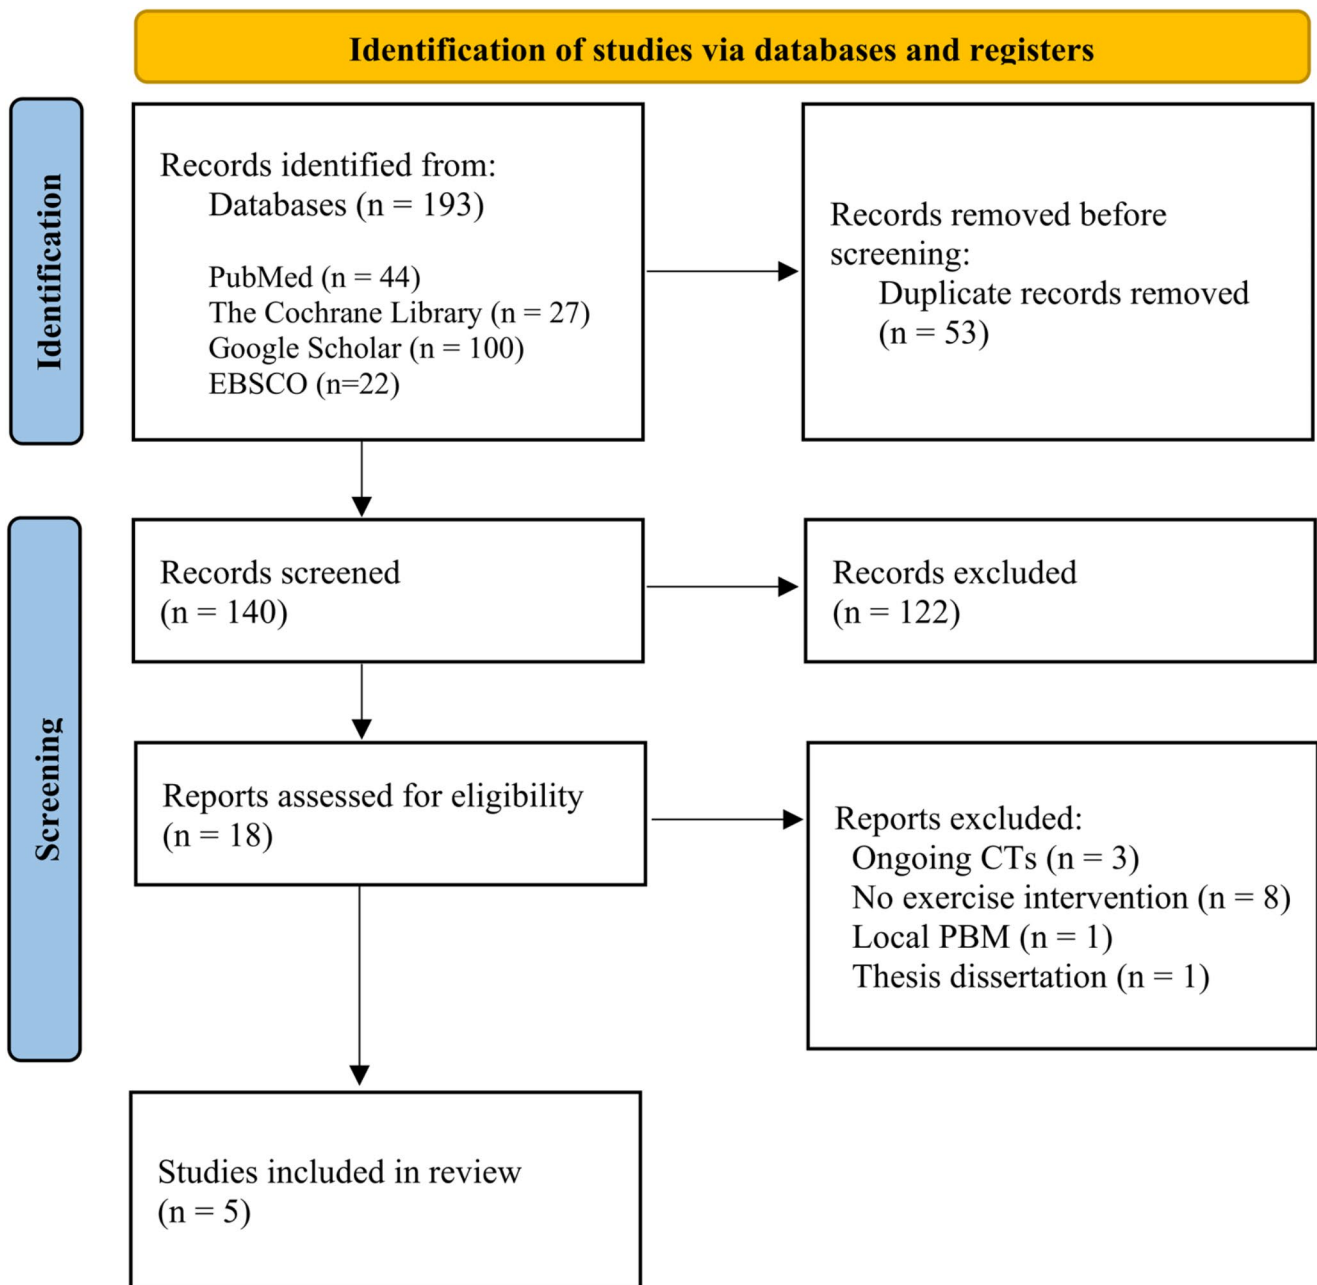 Identification of studies via databases and registers
Identification
Records identified from:
Databases (n = 193)
PubMed (n = 44)
The Cochrane Library (n = 27)
Google Scholar (n = 100)
EBSCO (n=22)
Records removed before
screening:
Duplicate records removed
(n = 53)
Screening
Records screened
(n = 140)
Records excluded
(n = 122)
Reports assessed for eligibility
(n = 18)
Reports excluded:
Ongoing CTs (n = 3)
No exercise intervention (n = 8)
Local PBM (n = 1)
Thesis dissertation (n = 1)
Studies included in review
(n = 5)